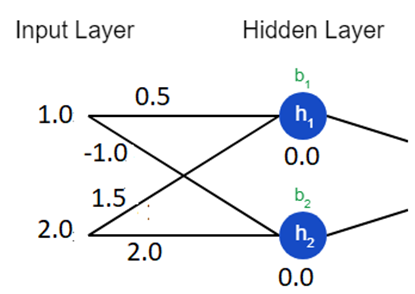 Input Layer
Hidden Layer
b1
1.0
0.5
h1
-1.0
0.0
1.5
b2
2.0
h2
2.0
0.0